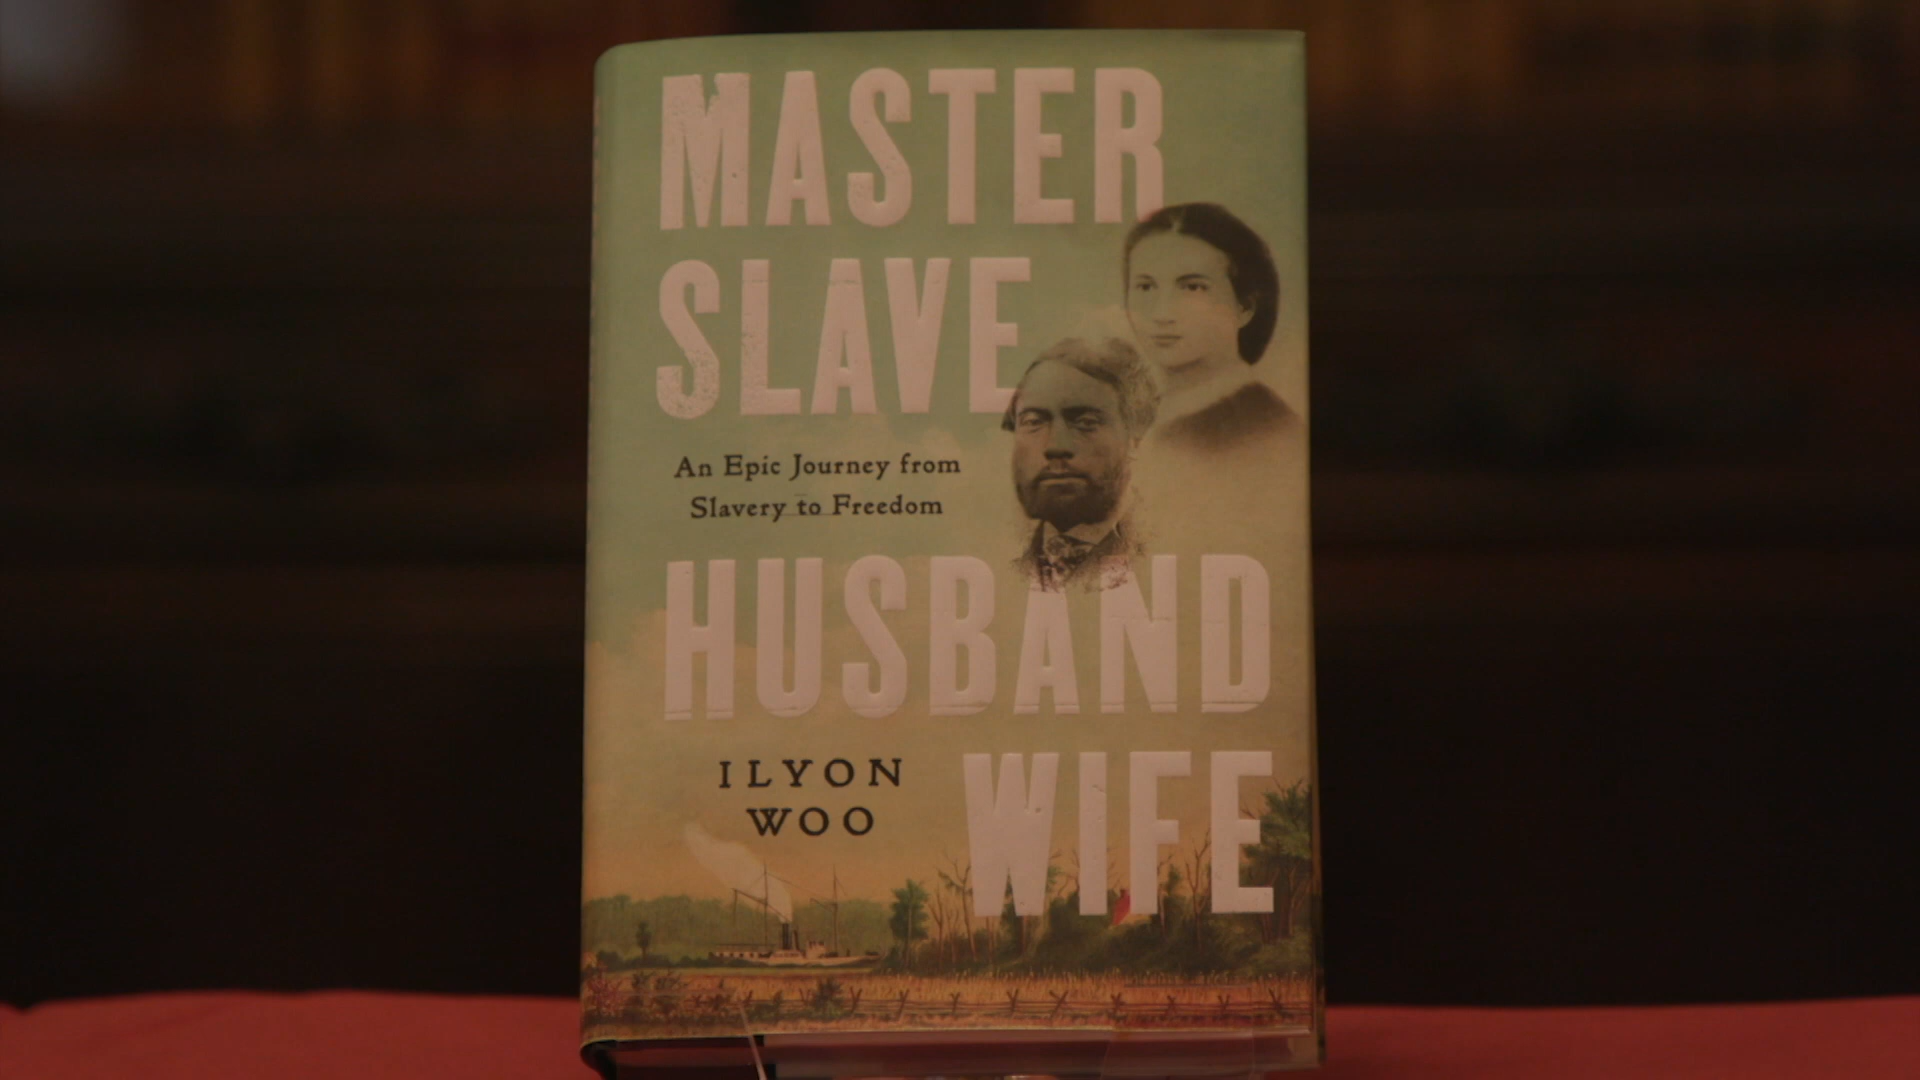 MASTER
SLAVE
An Epic Journey from
Slavery to Freedom
HUSBAND
WIFE
ILYON
WOO